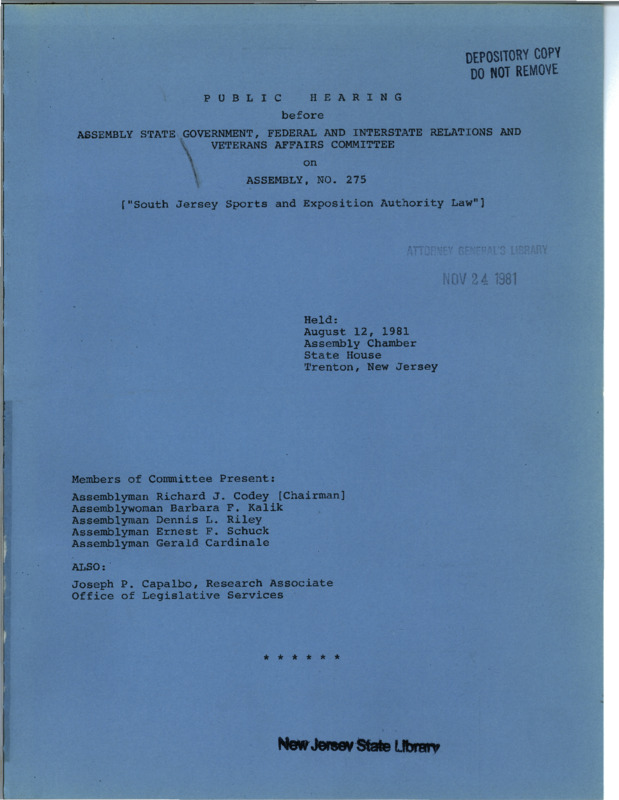 DEPOSITORY COPY
DO NOT REMOVE
PUBLIC HEARING
before
ASSEMBLY STATE GOVERNMENT, FEDERAL AND INTERSTATE RELATIONS AND
VETERANS AFFAIRS COMMITTEE
on
ASSEMBLY, NO. 275
["South Jersey Sports and Exposition Authority Law"]
ATTORNEY GENERAL'S LIBRARY
NOV 24 1981
Held:
August 12, 1981
Assembly Chamber
State House
Trenton, New Jersey
Members of Committee Present:
Assemblyman Richard J. Codey [Chairman]
Assemblywoman Barbara F. Kalik
Assemblyman Dennis L. Riley
Assemblyman Ernest F. Schuck
Assemblyman Gerald Cardinale
ALSO:
Joseph P. Capalbo, Research Associate
Office of Legislative Services
* * * * * *
New Jersey State Library